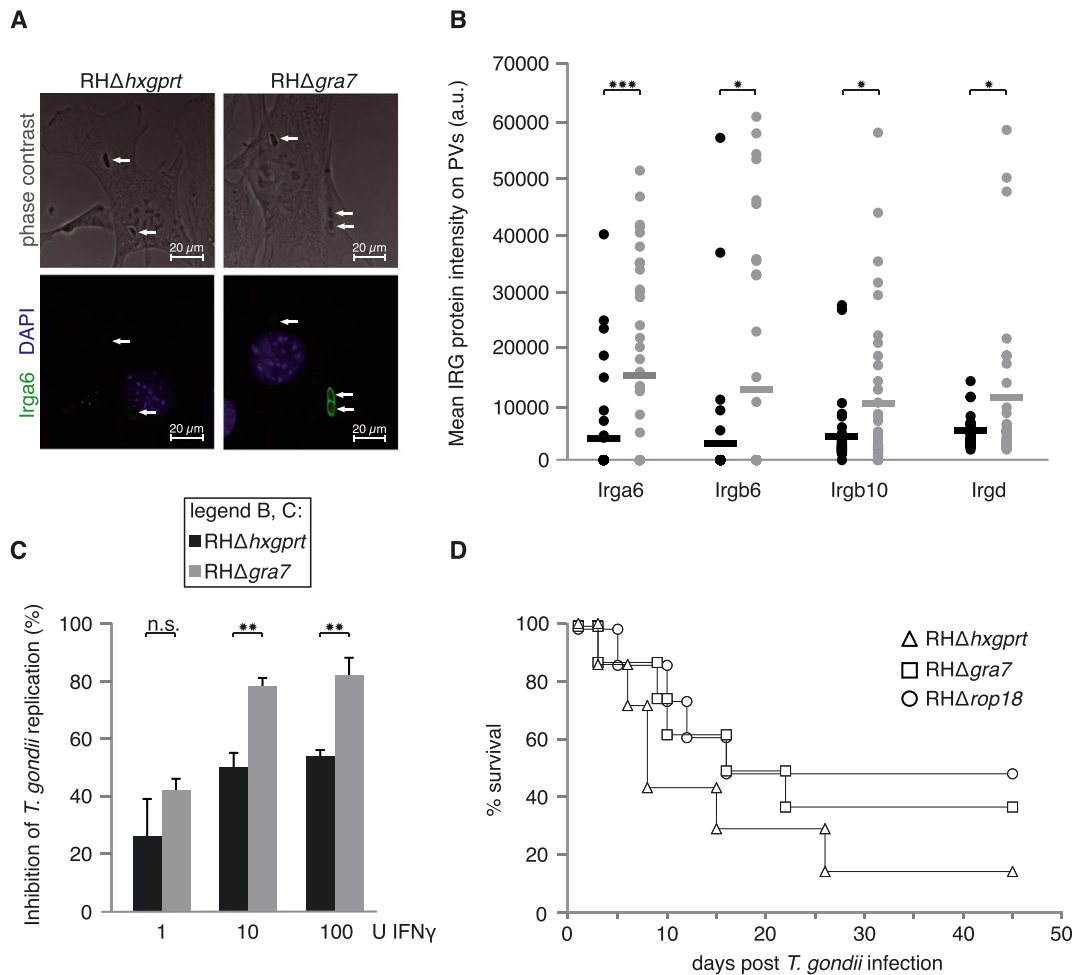 A
RHΔhxgprt
RHΔgra7
phase contrast
20 µm
20 µm
Irga6 DAPI
20 µm
20 µm
B
Mean IRG protein intensity on PVs (a.u.)
70000
60000
50000
40000
30000
20000
10000
0
***
*
*
*
Irga6
Irgb6
Irgb10
Irgd
legend B, C:
RHΔhxgprt
RHΔgra7
C
Inhibition of T. gondii replication (%)
100
80
60
40
20
0
n.s.
**
**
1
10
100
U IFNγ
D
% survival
100
80
60
40
20
0
RHΔhxgprt
RHΔgra7
RHΔrop18
0
10
20
30
40
50
days post T. gondii infection